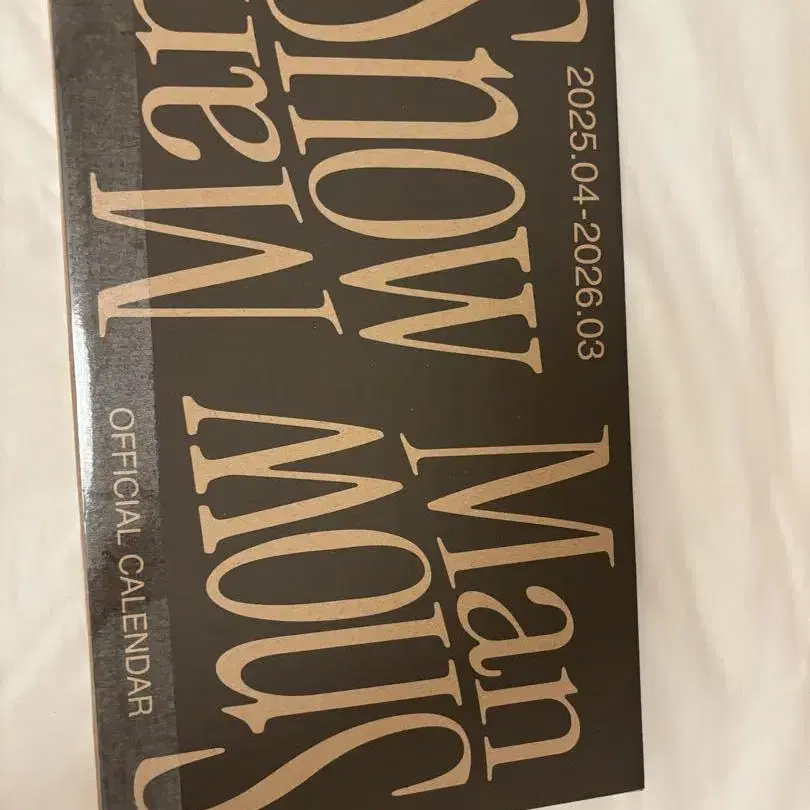 2025.04-2026.03
Snow Man
Snow Man
OFFICIAL CALENDAR